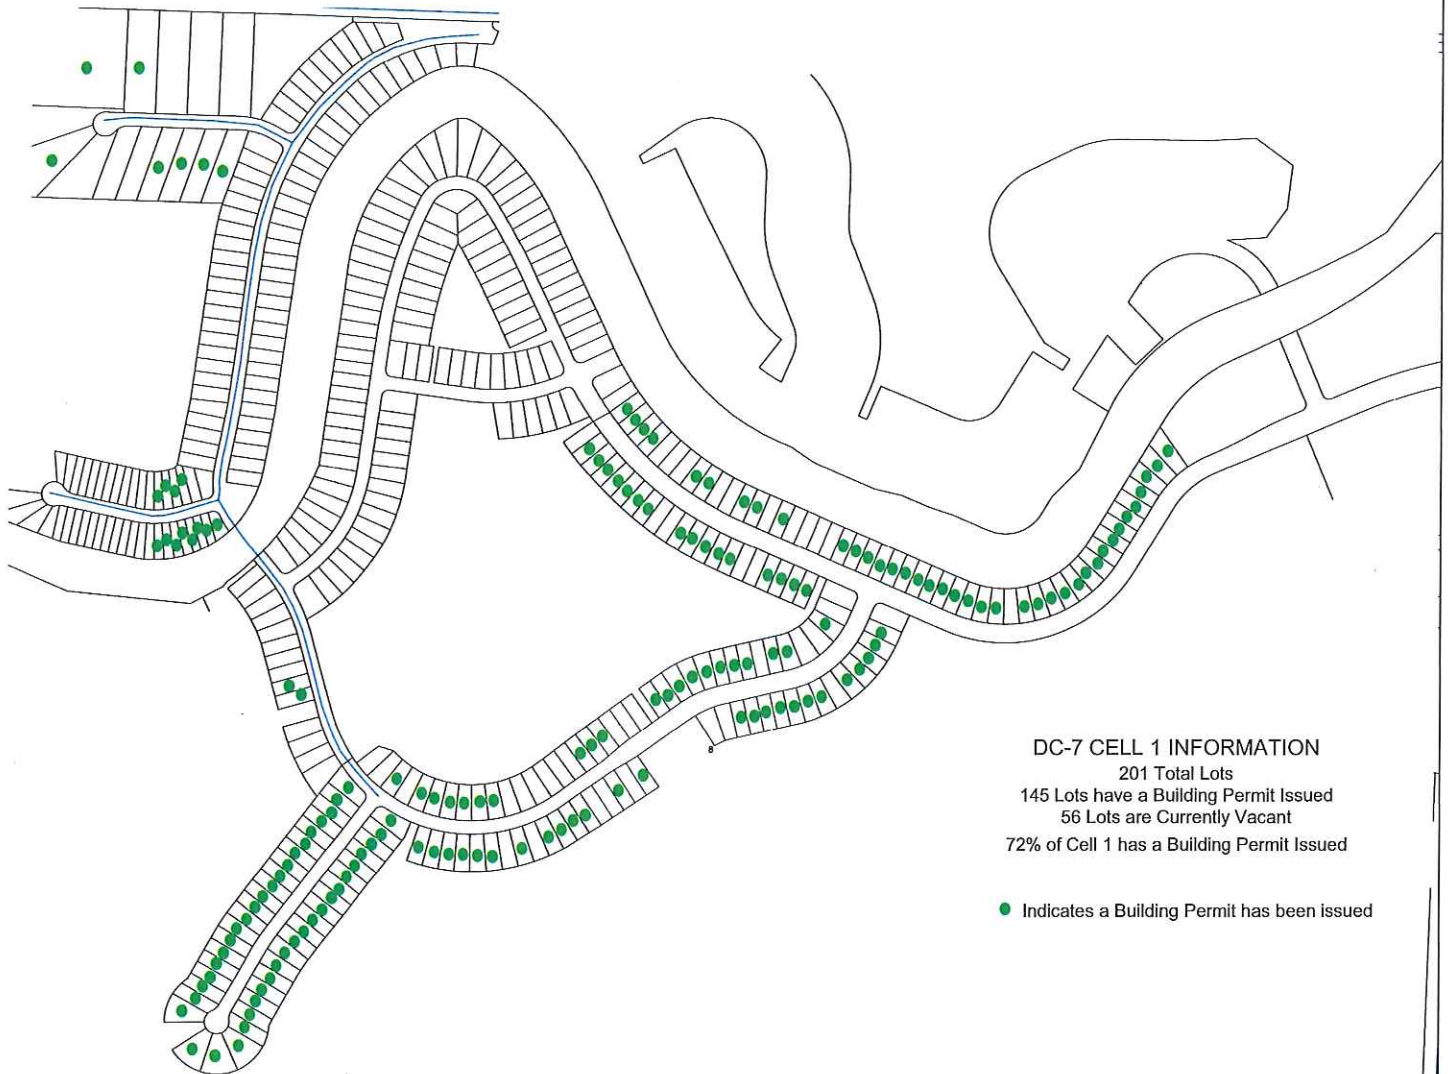 8
DC-7 CELL 1 INFORMATION
201 Total Lots
145 Lots have a Building Permit Issued
56 Lots are Currently Vacant
72% of Cell 1 has a Building Permit Issued
Indicates a Building Permit has been issued